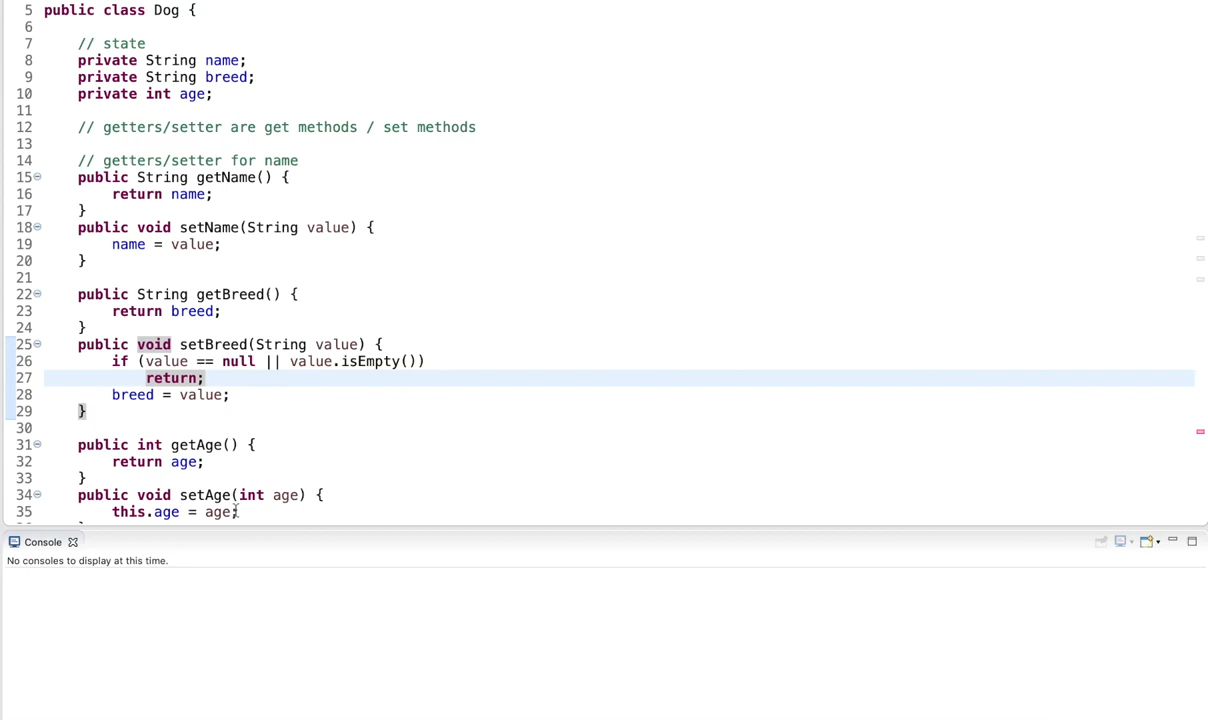 5 public class Dog {
6
7 // state
8 private String name;
9 private String breed;
10 private int age;
11
12 // getters/setter are get methods / set methods
13
14 // getters/setter for name
15 public String getName() {
16 return name;
17 }
18 public void setName(String value) {
19 name = value;
20 }
21
22 public String getBreed() {
23 return breed;
24 }
25 public void setBreed(String value) {
26 if (value == null || value.isEmpty())
27 return;
28 breed = value;
29 }
30
31 public int getAge() {
32 return age;
33 }
34 public void setAge(int age) {
35 this.age = age;
Console
No consoles to display at this time.